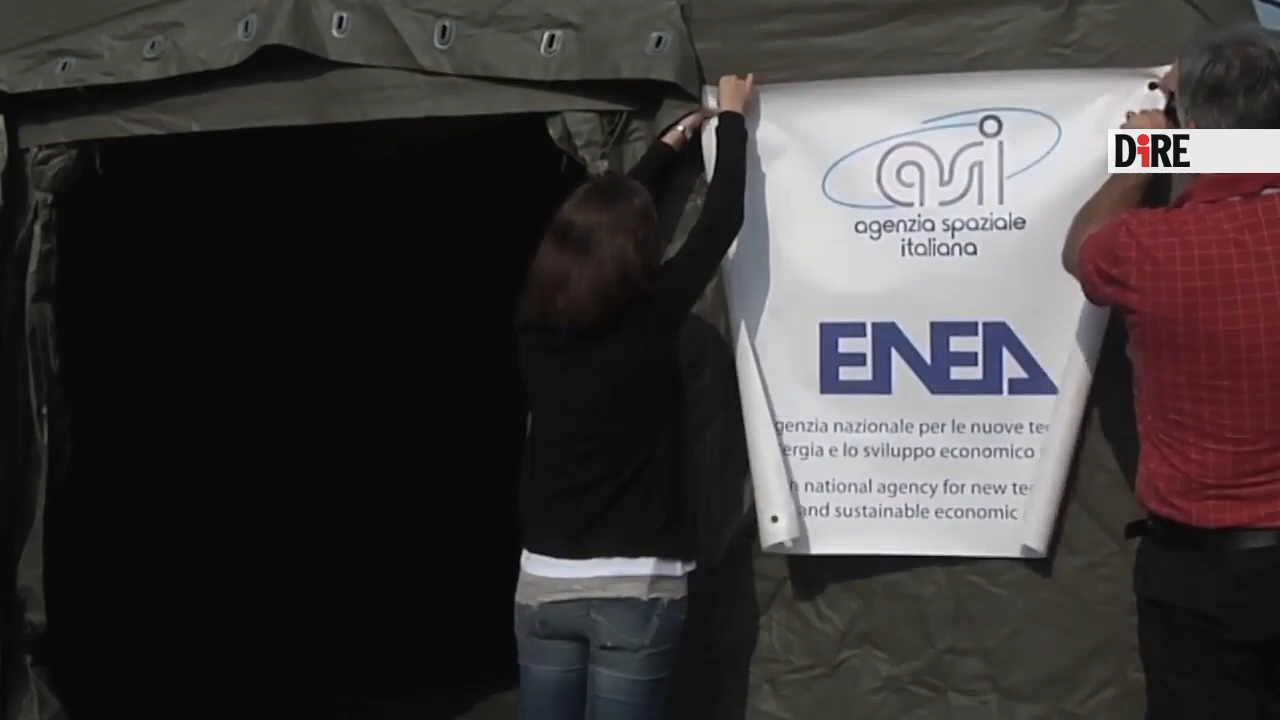 asi
agenzia spaziale
italiana
DiRE
ENEA
genzia nazionale per le nuove te
ergia e lo sviluppo economico
national agency for new te
and sustainable economic